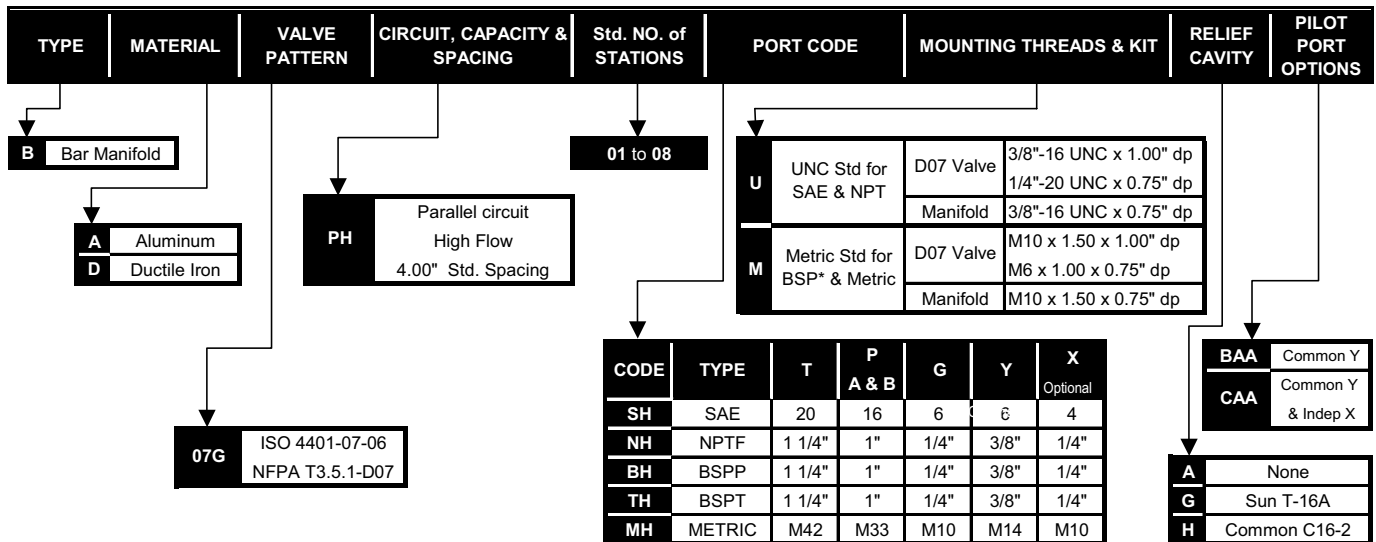 TYPE MATERIAL VALVE PATTERN CIRCUIT, CAPACITY & SPACING Std. NO. of STATIONS PORT CODE MOUNTING THREADS & KIT RELIEF CAVITY PILOT PORT OPTIONS
B Bar Manifold
A Aluminum
D Ductile Iron
07G
ISO 4401-07-06
NFPA T3.5.1-D07
PH
Parallel circuit
High Flow
4.00" Std. Spacing
01 to 08
U
UNC Std for
SAE & NPT
D07 Valve
3/8"-16 UNC x 1.00" dp
1/4"-20 UNC x 0.75" dp
Manifold 3/8"-16 UNC x 0.75" dp
M
Metric Std for
BSP* & Metric
D07 Valve
M10 x 1.50 x 1.00" dp
M6 x 1.00 x 0.75" dp
Manifold M10 x 1.50 x 0.75" dp
CODE TYPE T P A & B G Y X Optional
SH SAE 20 16 6 6 4
NH NPTF 1 1/4" 1" 1/4" 3/8" 1/4"
BH BSPP 1 1/4" 1" 1/4" 3/8" 1/4"
TH BSPT 1 1/4" 1" 1/4" 3/8" 1/4"
MH METRIC M42 M33 M10 M14 M10
BAA Common Y
CAA
Common Y
& Indep X
A None
G Sun T-16A
H Common C16-2